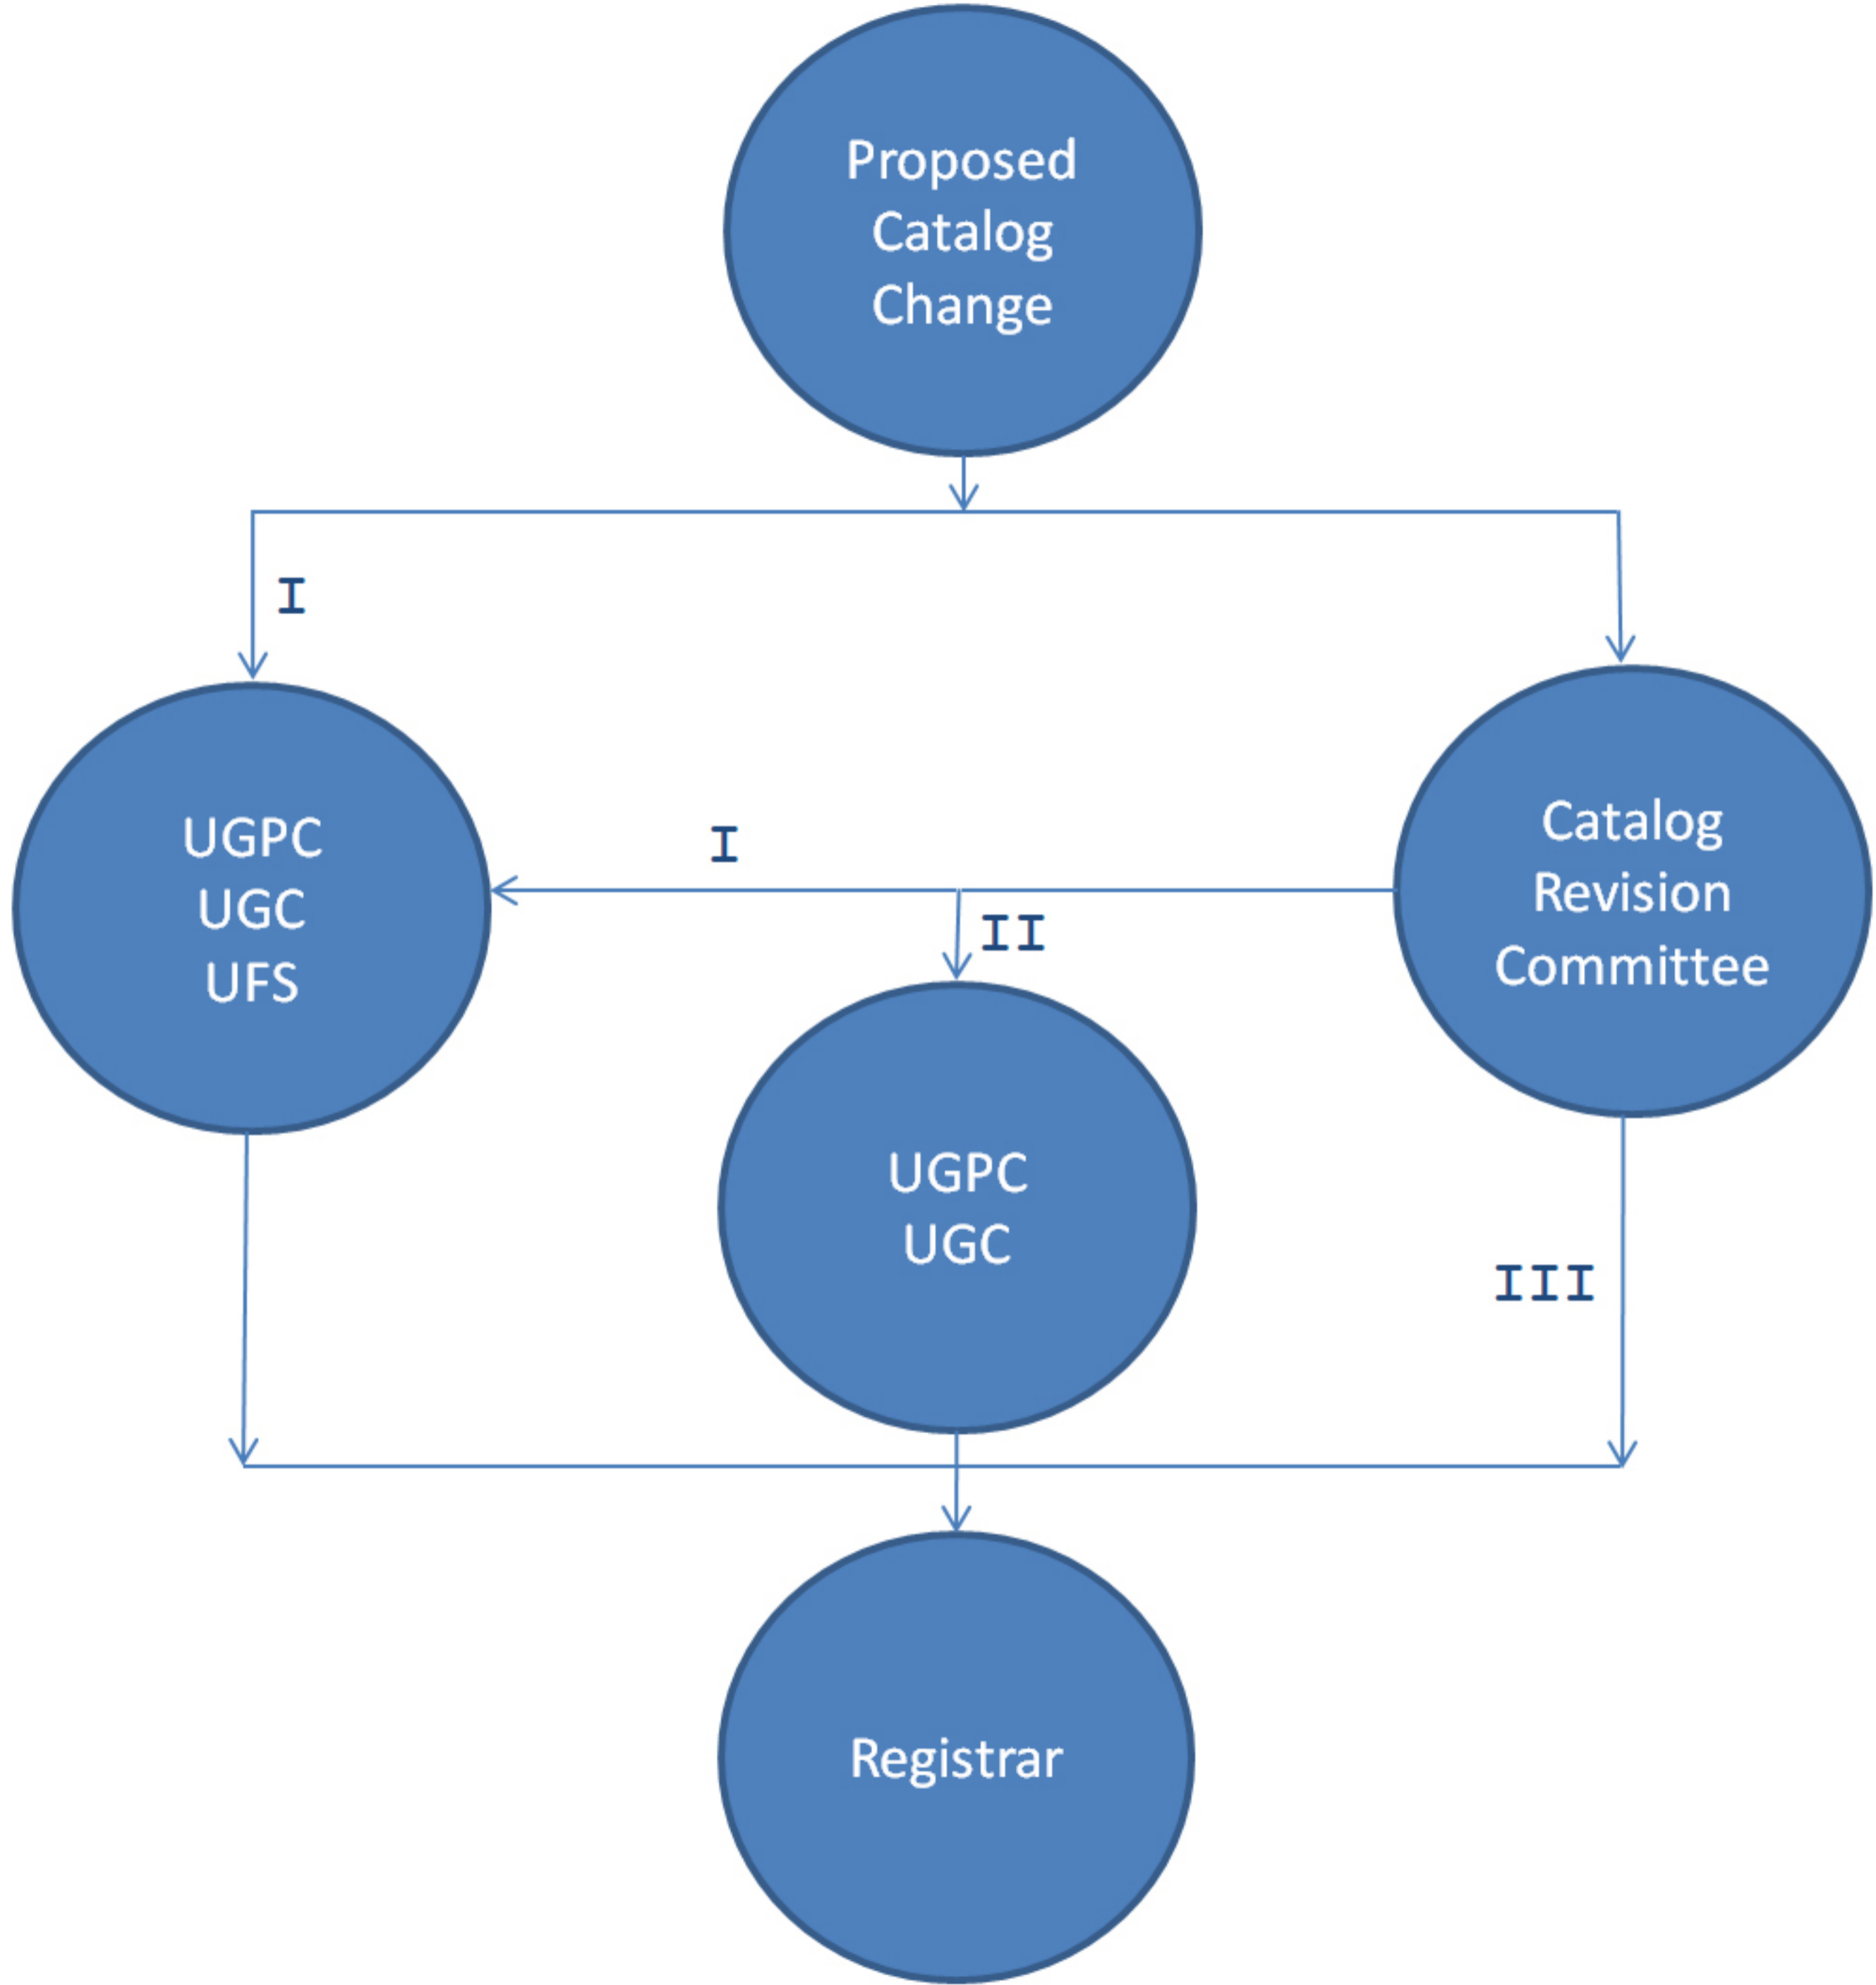 Proposed
Catalog
Change
I
UGPC
UGC
UFS
I
II
Catalog
Revision
Committee
UGPC
UGC
III
Registrar